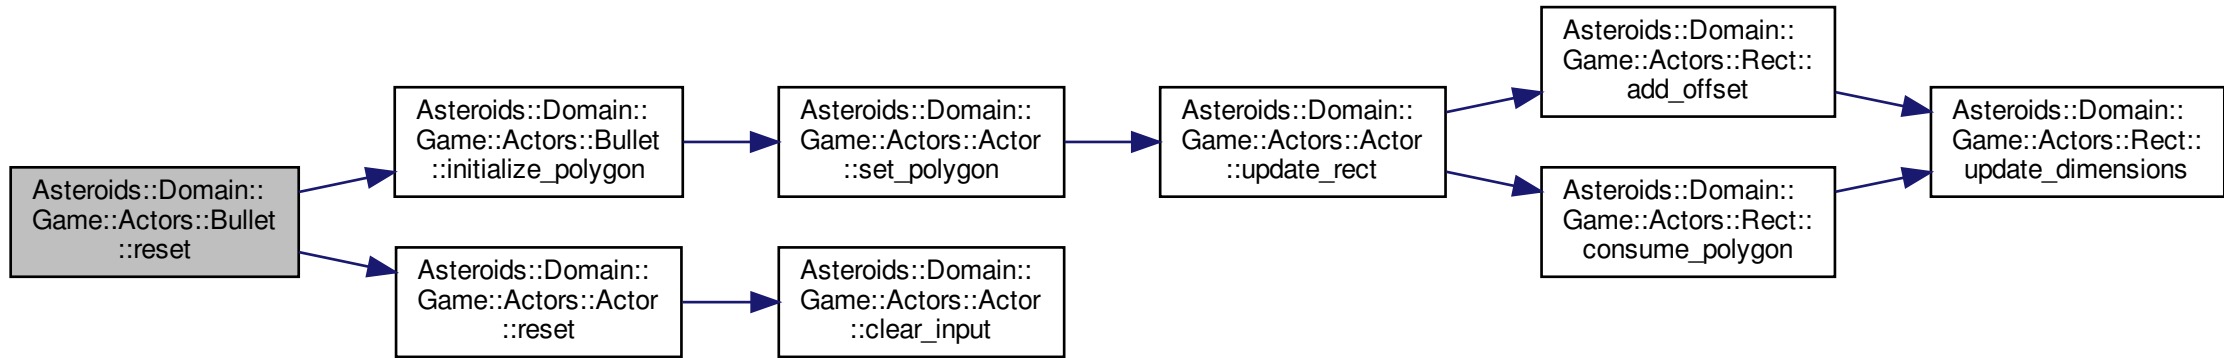 Asteroids::Domain::
Game::Actors::Bullet
::reset
Asteroids::Domain::
Game::Actors::Bullet
::initialize_polygon
Asteroids::Domain::
Game::Actors::Actor
::reset
Asteroids::Domain::
Game::Actors::Actor
::set_polygon
Asteroids::Domain::
Game::Actors::Actor
::clear_input
Asteroids::Domain::
Game::Actors::Actor
::update_rect
Asteroids::Domain::
Game::Actors::Rect::
add_offset
Asteroids::Domain::
Game::Actors::Rect::
consume_polygon
Asteroids::Domain::
Game::Actors::Rect::
update_dimensions